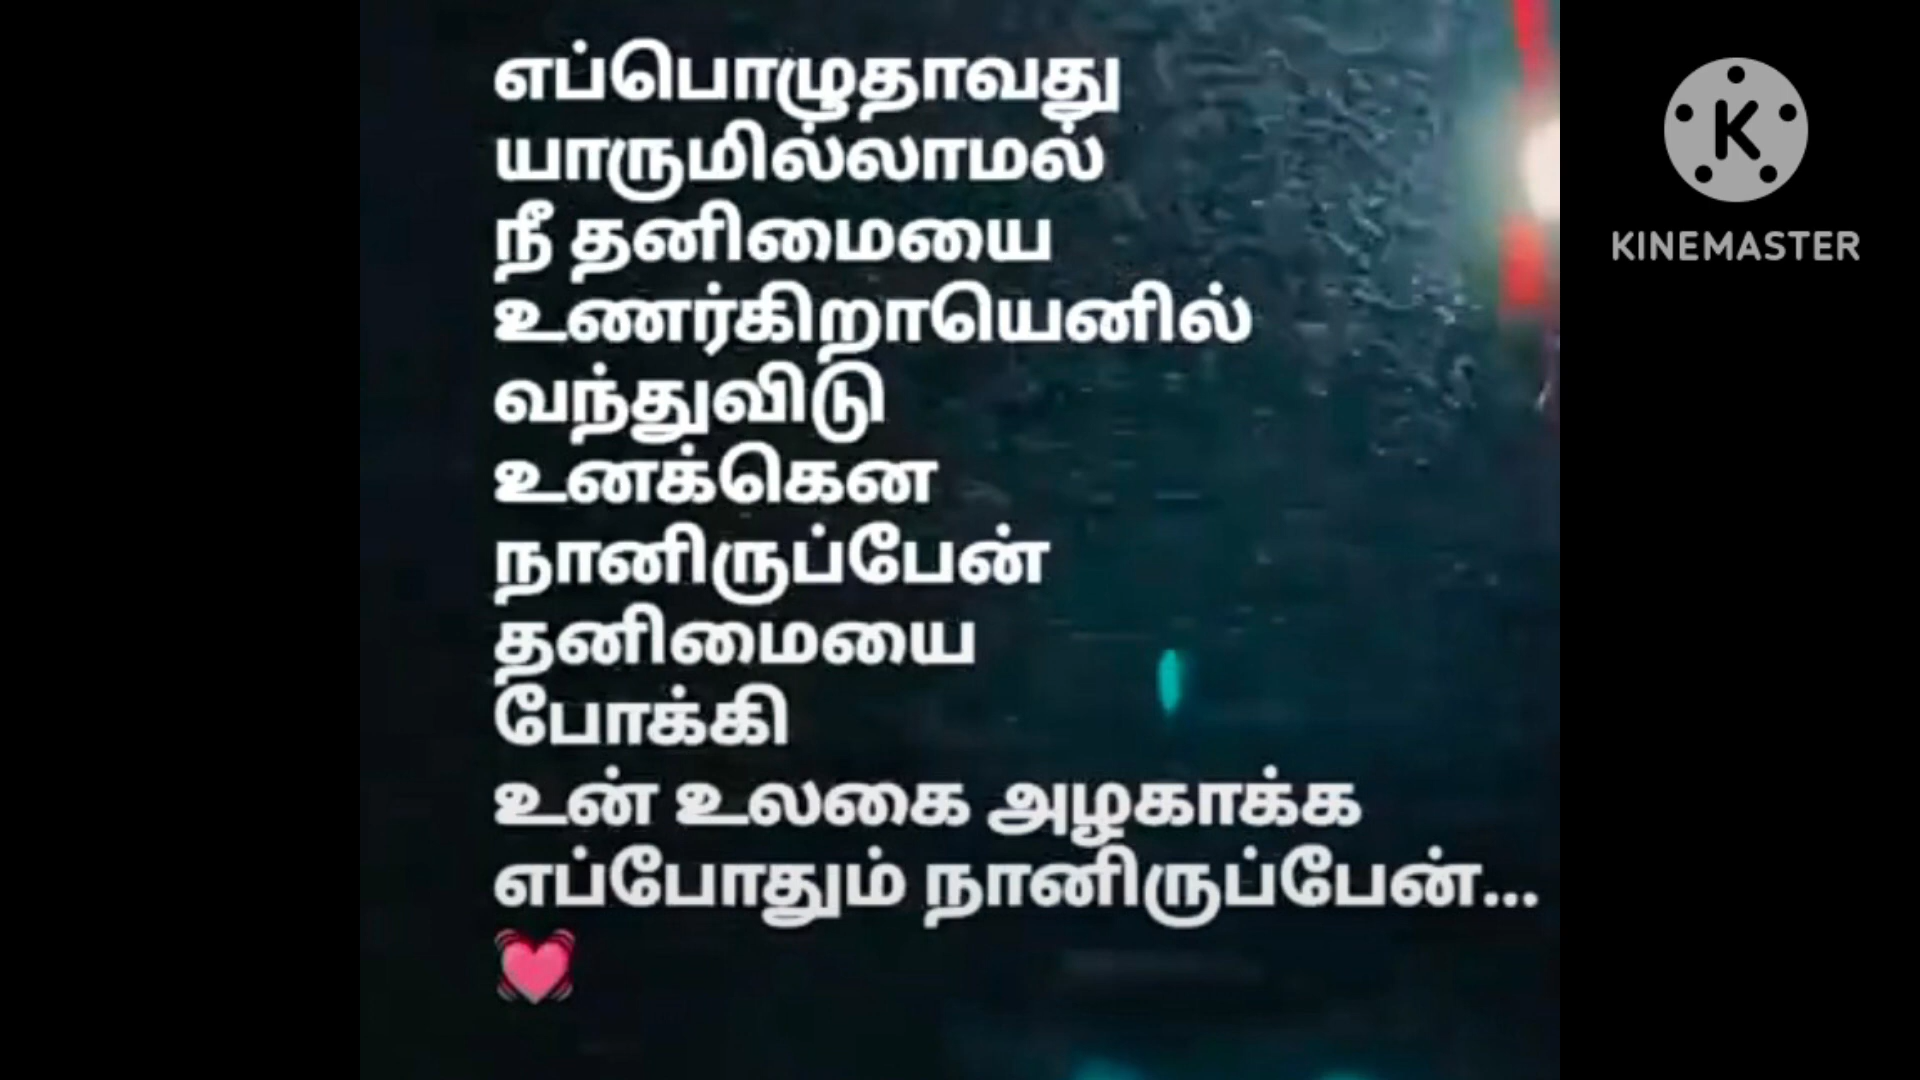 எப்பொழுதாவது
யாருமில்லாமல்
நீ தனிமையை
உணர்கிறாயெனில்
வந்துவிடு
உனக்கென
நானிருப்பேன்
தனிமையை
போக்கி
உன் உலகை அழகாக்க
எப்போதும் நானிருப்பேன்...
💓
K
KINEMASTER